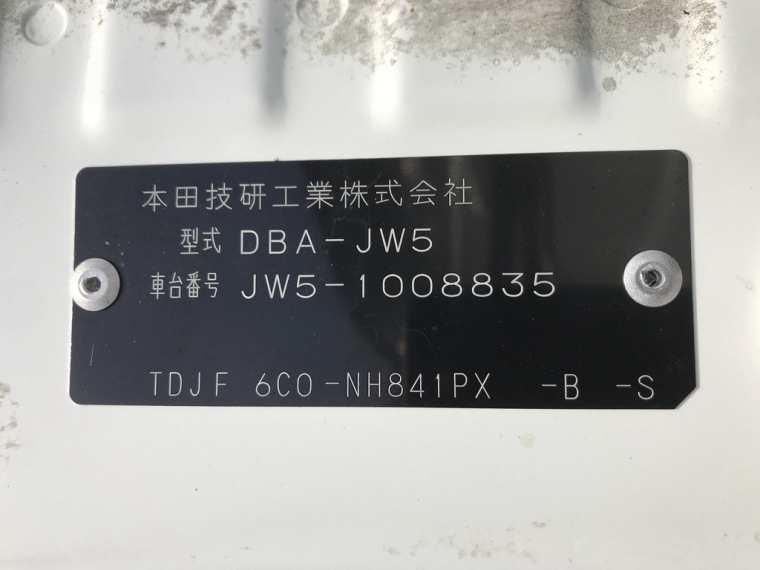 本田技研工業株式会社
型式 DBA-JW5
車台番号 JW5-1008835
TDJF 6C0-NH841PX -B -S